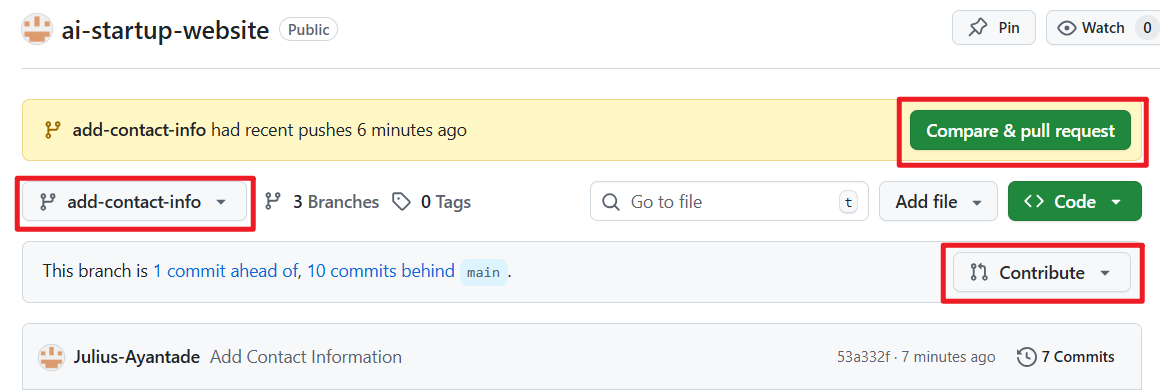 ai-startup-website Public Pin Watch 0
add-contact-info had recent pushes 6 minutes ago Compare & pull request
add-contact-info 3 Branches 0 Tags Go to file t Add file <> Code
This branch is 1 commit ahead of, 10 commits behind main . Contribute
Julius-Ayantade Add Contact Information 53a332f · 7 minutes ago 7 Commits